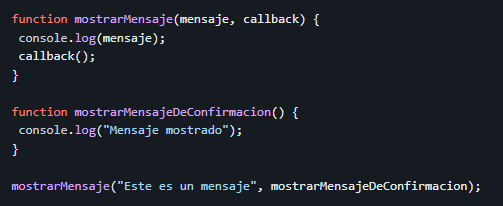 function mostrarMensaje(mensaje, callback) {
 console.log(mensaje);
 callback();
}

function mostrarMensajeDeConfirmacion() {
 console.log("Mensaje mostrado");
}

mostrarMensaje("Este es un mensaje", mostrarMensajeDeConfirmacion);